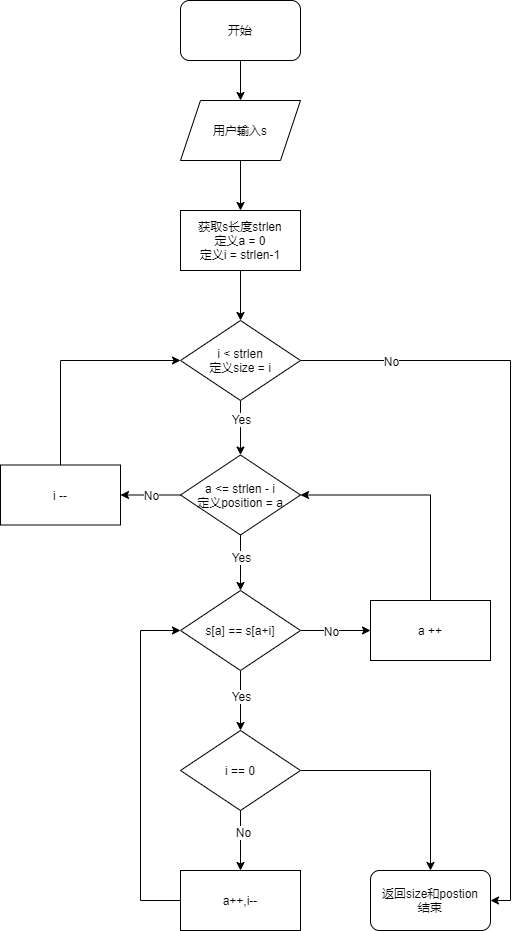 开始
用户输入s
获取s长度strlen
定义a = 0
定义i = strlen-1
i < strlen
定义size = i
No
Yes
a <= strlen - i
定义position = a
No
i --
Yes
s[a] == s[a+i]
No
a ++
Yes
i == 0
No
a++,i--
返回size和postion
结束